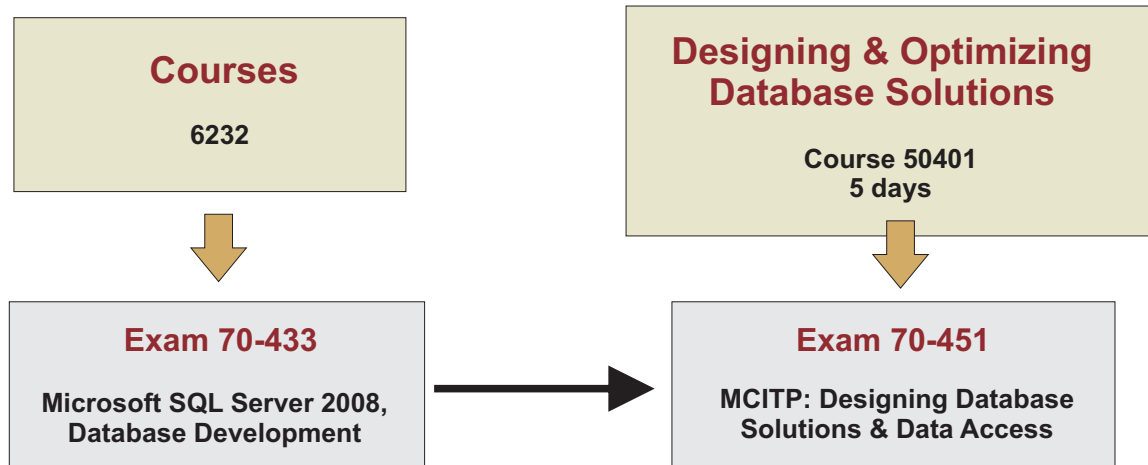 Courses
6232
Designing & Optimizing
Database Solutions
Course 50401
5 days
Exam 70-433
Microsoft SQL Server 2008,
Database Development
Exam 70-451
MCITP: Designing Database
Solutions & Data Access